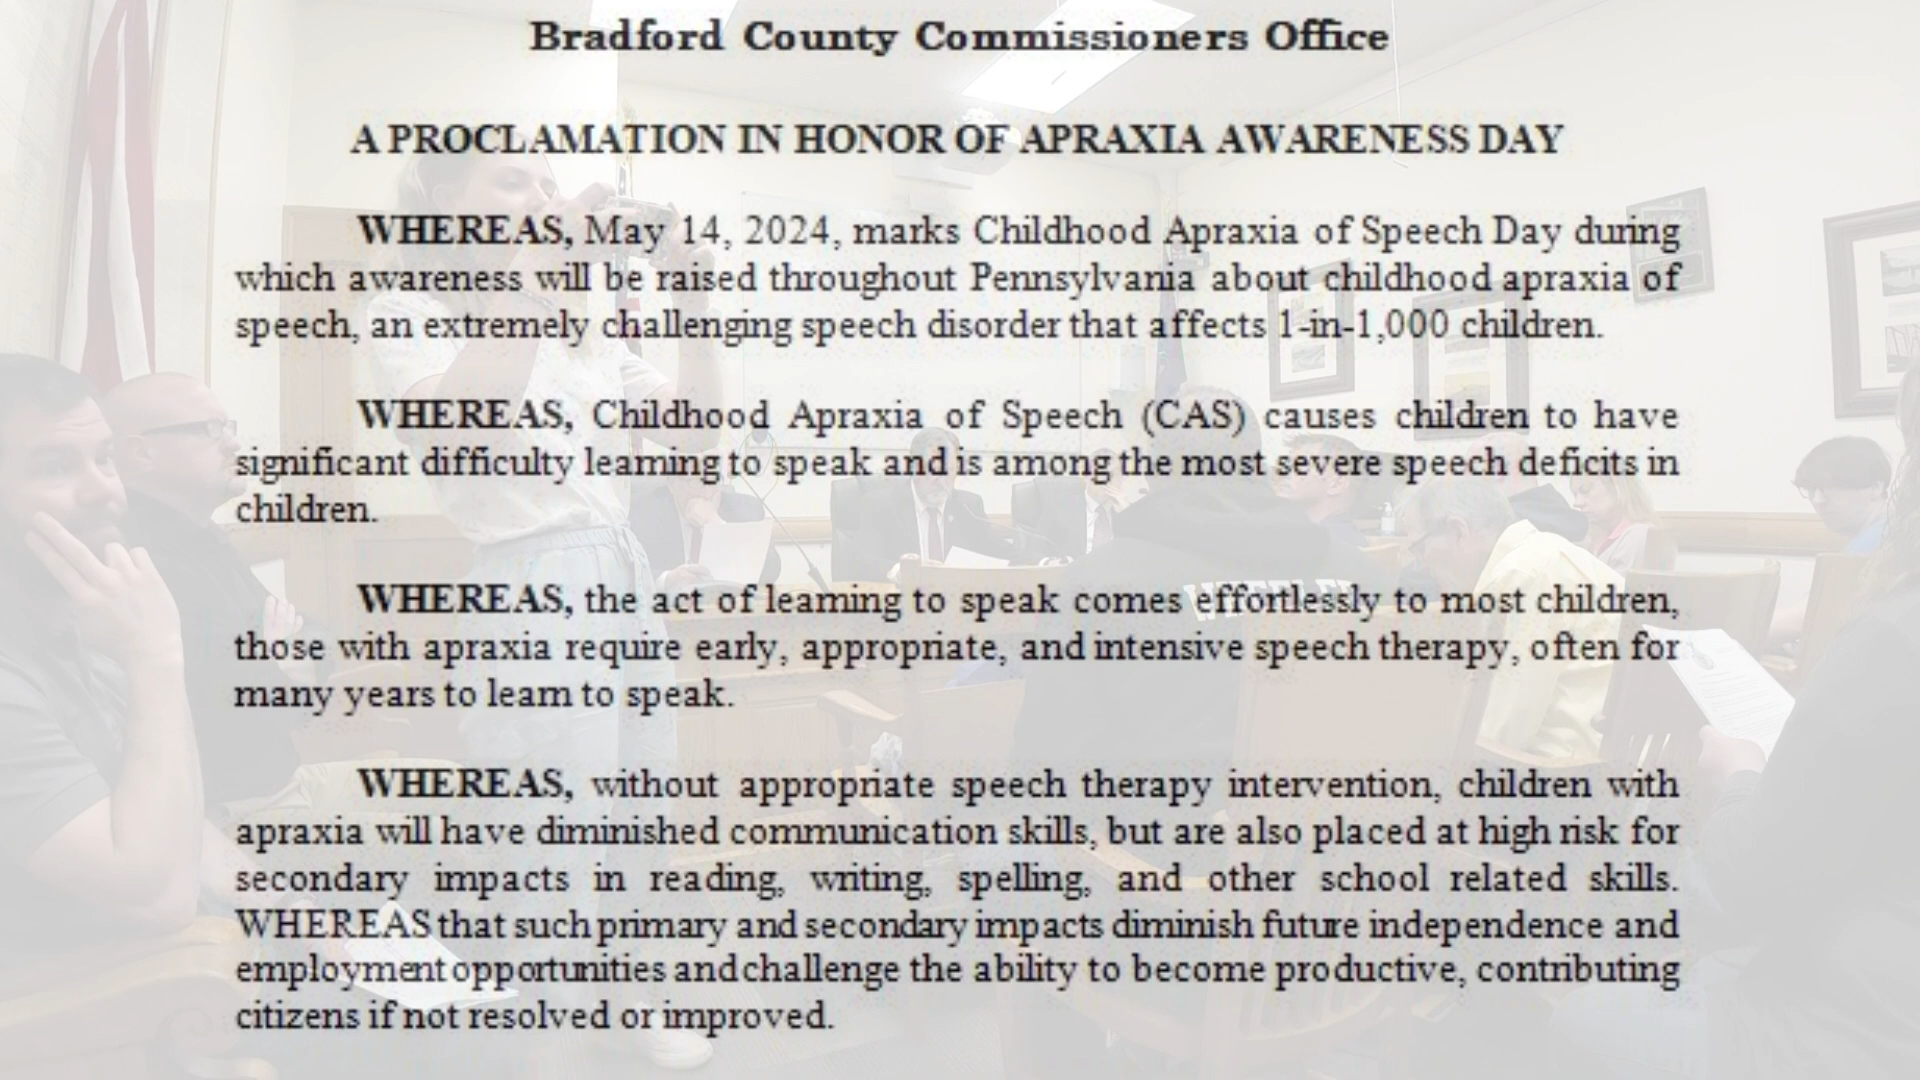 Bradford County Commissioners Office
A PROCLAMATION IN HONOR OF APRAXIA AWARENESS DAY
WHEREAS, May 14, 2024, marks Childhood Apraxia of Speech Day during
which awareness will be raised throughout Pennsylvania about childhood apraxia of
speech, an extremely challenging speech disorder that affects 1-in-1,000 children.
WHEREAS, Childhood Apraxia of Speech (CAS) causes children to have
significant difficulty learning to speak and is among the most severe speech deficits in
children.
WHEREAS, the act of learning to speak comes effortlessly to most children,
those with apraxia require early, appropriate, and intensive speech therapy, often for
many years to learn to speak.
WHEREAS, without appropriate speech therapy intervention, children with
apraxia will have diminished communication skills, but are also placed at high risk for
secondary impacts in reading, writing, spelling, and other school related skills.
WHEREAS that such primary and secondary impacts diminish future independence and
employment opportunities and challenge the ability to become productive, contributing
citizens if not resolved or improved.